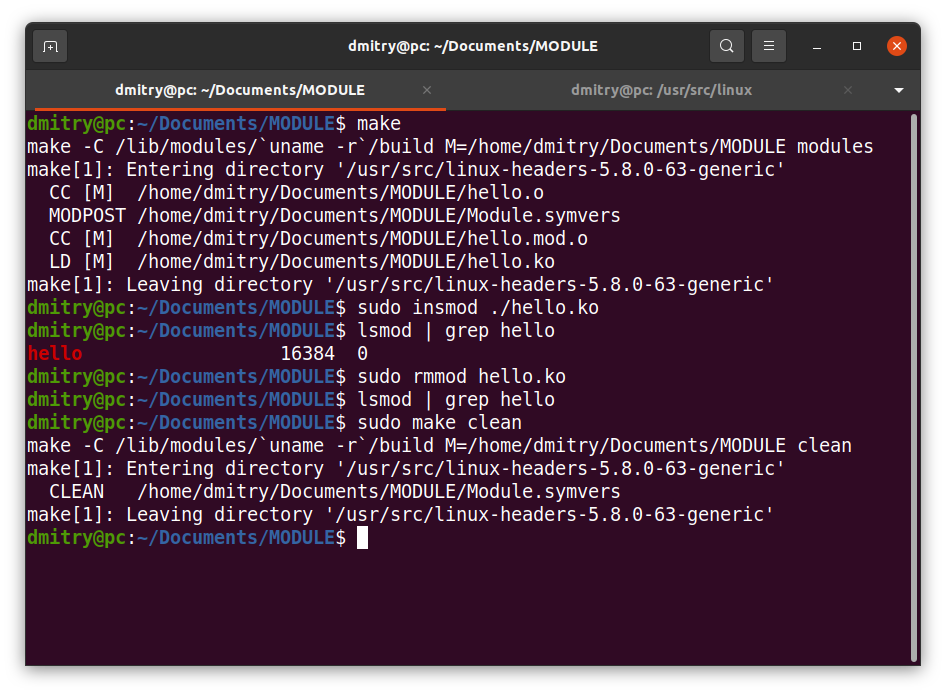 dmitry@pc: ~/Documents/MODULE
dmitry@pc: ~/Documents/MODULE
dmitry@pc: /usr/src/linux
dmitry@pc:~/Documents/MODULE$ make
make -C /lib/modules/`uname -r`/build M=/home/dmitry/Documents/MODULE modules
make[1]: Entering directory '/usr/src/linux-headers-5.8.0-63-generic'
  CC [M]  /home/dmitry/Documents/MODULE/hello.o
  MODPOST /home/dmitry/Documents/MODULE/Module.symvers
  CC [M]  /home/dmitry/Documents/MODULE/hello.mod.o
  LD [M]  /home/dmitry/Documents/MODULE/hello.ko
make[1]: Leaving directory '/usr/src/linux-headers-5.8.0-63-generic'
dmitry@pc:~/Documents/MODULE$ sudo insmod ./hello.ko
dmitry@pc:~/Documents/MODULE$ lsmod | grep hello
hello                  16384  0
dmitry@pc:~/Documents/MODULE$ sudo rmmod hello.ko
dmitry@pc:~/Documents/MODULE$ lsmod | grep hello
dmitry@pc:~/Documents/MODULE$ sudo make clean
make -C /lib/modules/`uname -r`/build M=/home/dmitry/Documents/MODULE clean
make[1]: Entering directory '/usr/src/linux-headers-5.8.0-63-generic'
  CLEAN   /home/dmitry/Documents/MODULE/Module.symvers
make[1]: Leaving directory '/usr/src/linux-headers-5.8.0-63-generic'
dmitry@pc:~/Documents/MODULE$